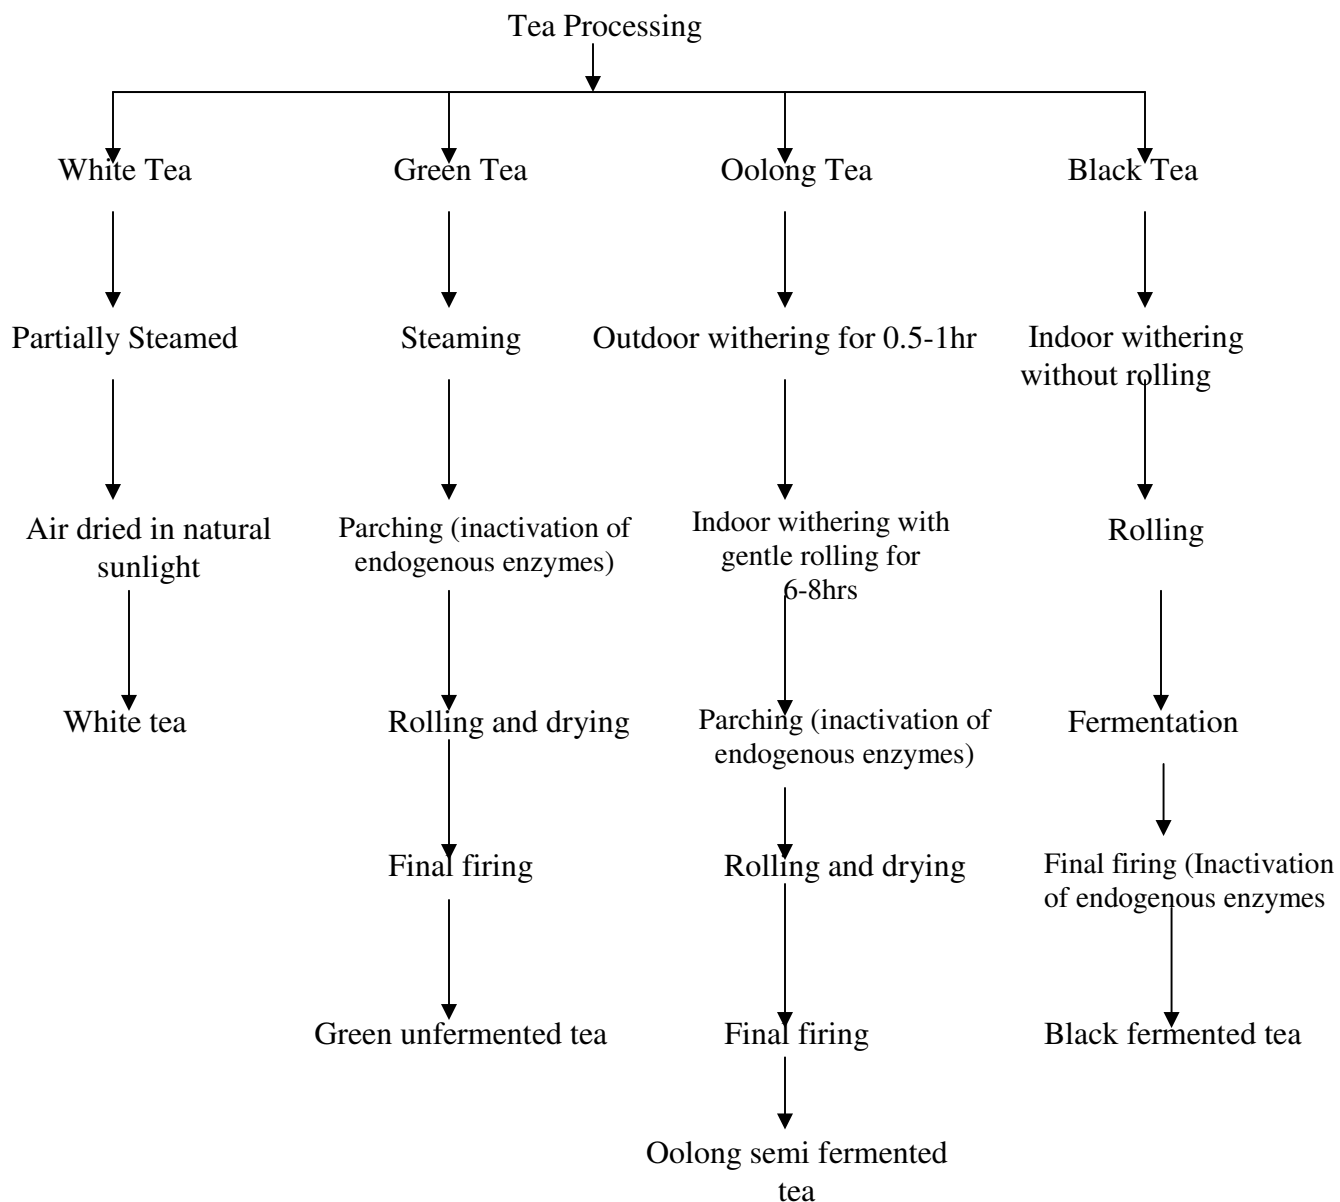 Tea Processing
White Tea
Green Tea
Oolong Tea
Black Tea
Partially Steamed
Steaming
Outdoor withering for 0.5-1hr
Indoor withering
without rolling
Air dried in natural
sunlight
Parching (inactivation of
endogenous enzymes)
Indoor withering with
gentle rolling for
6-8hrs
Rolling
White tea
Rolling and drying
Parching (inactivation of
endogenous enzymes)
Fermentation
Final firing
Rolling and drying
Final firing (Inactivation
of endogenous enzymes
Green unfermented tea
Final firing
Black fermented tea
Oolong semi fermented
tea